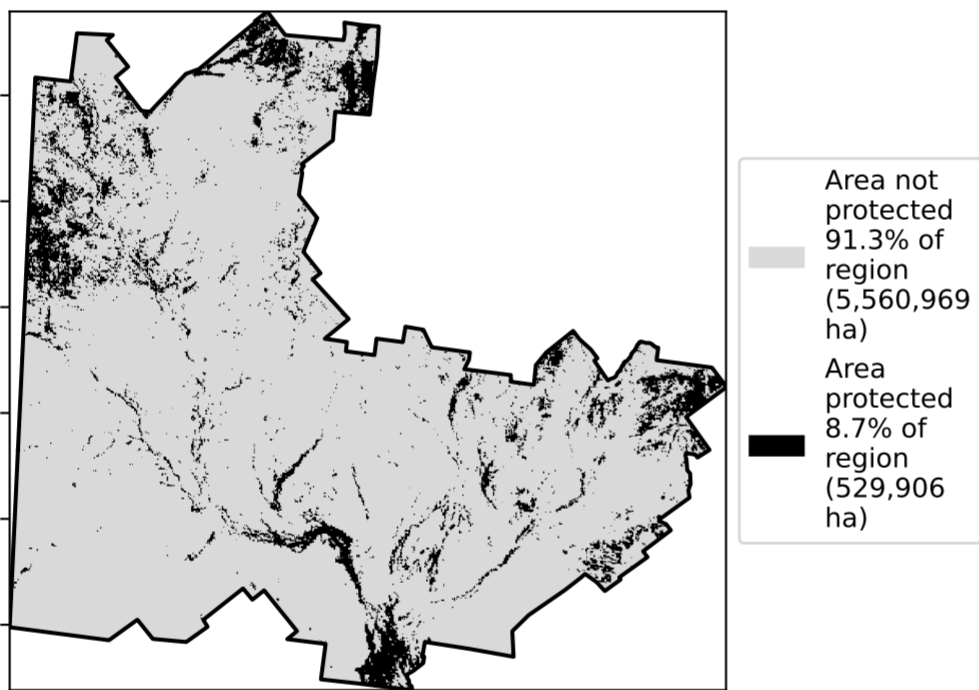 Area not
protected
91.3% of
region
(5,560,969
ha)
Area
protected
8.7% of
region
(529,906
ha)